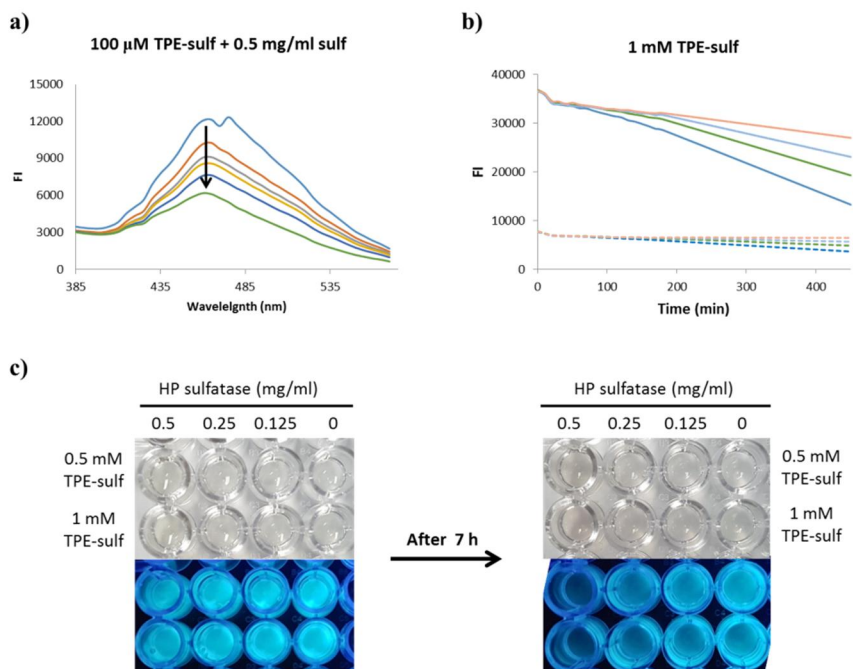 a)
100 µM TPE-sulf + 0.5 mg/ml sulf
15000
12000
9000
6000
3000
0
FI
385
435
485
535
Wavelelgnth (nm)
b)
1 mM TPE-sulf
40000
30000
20000
10000
0
FI
0
100
200
300
400
Time (min)
c)
HP sulfatase (mg/ml)
0.5 0.25 0.125 0
0.5 mM
TPE-sulf
1 mM
TPE-sulf
After 7 h
HP sulfatase (mg/ml)
0.5 0.25 0.125 0
0.5 mM
TPE-sulf
1 mM
TPE-sulf